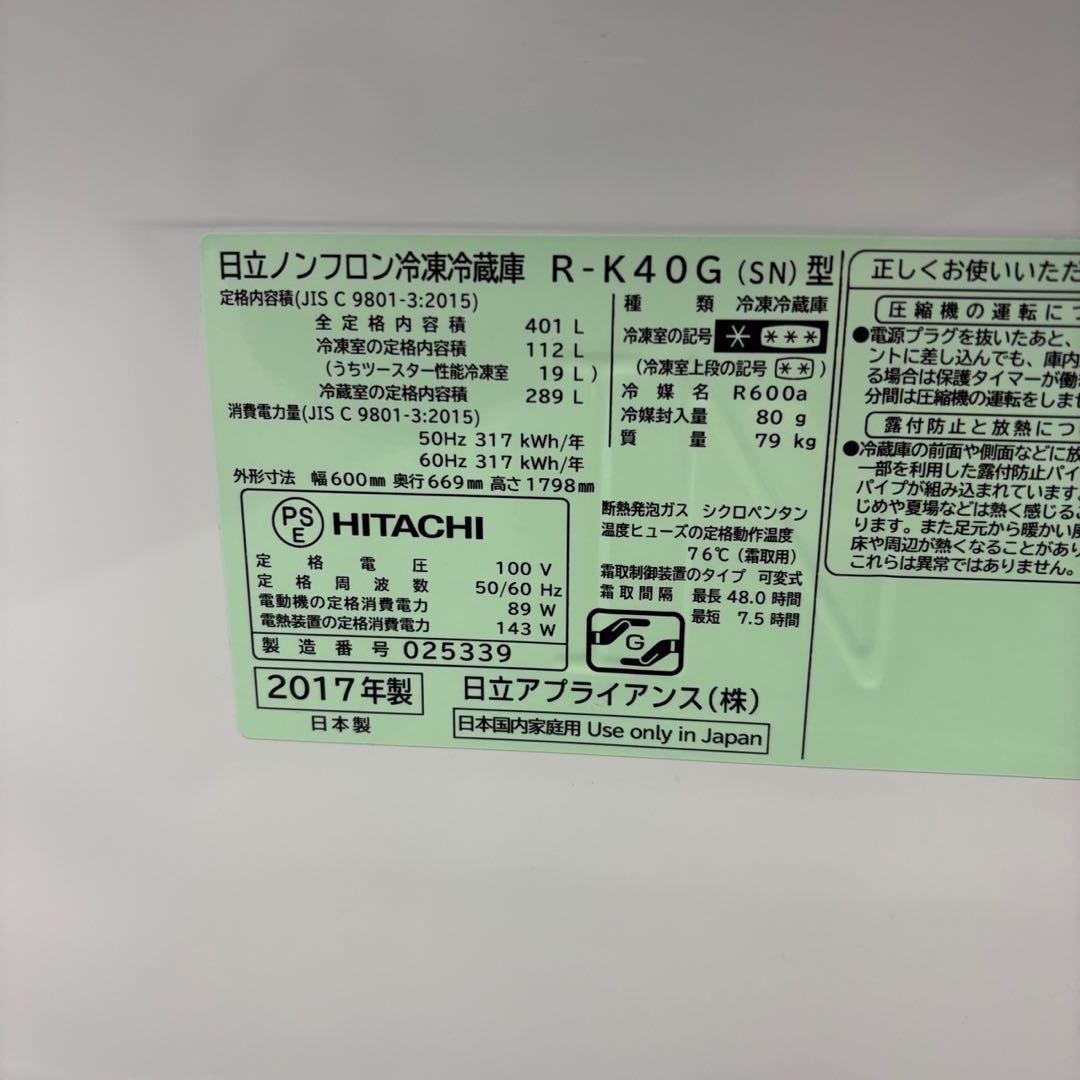 日立ノンフロン冷凍冷蔵庫 R-K40G (SN) 型
定格内容積(JIS C 9801-3:2015)
全定格内容積 401 L
冷凍室の定格内容積 112 L
(うちツースター性能冷凍室 19 L)
冷蔵室の定格内容積 289 L
消費電力量(JIS C 9801-3:2015)
50Hz 317 kWh/年
60Hz 317 kWh/年
外形寸法 幅600mm 奥行669mm 高さ1798mm
種類 冷凍冷蔵庫
冷凍室の記号 * ***
(冷凍室上段の記号 **)
冷媒名 R600a
冷媒封入量 80 g
質量 79 kg
PS
E
HITACHI
定格電圧 100 V
定格周波数 50/60 Hz
電動機の定格消費電力 89 W
電熱装置の定格消費電力 143 W
製造番号 025339
断熱発泡ガス シクロペンタン
温度ヒューズの定格動作温度
76℃(霜取用)
霜取制御装置のタイプ 可変式
霜取間隔 最長 48.0 時間
最短 7.5 時間
G
2017年製
日本製
日立アプライアンス(株)
日本国内家庭用 Use only in Japan
正しくお使いいただ
圧縮機の運転につ
●電源プラグを抜いたあと、
ントに差し込んでも、庫内
る場合は保護タイマーが働
分間は圧縮機の運転をしませ
露付防止と放熱につ
●冷蔵庫の前面や側面などに放
一部を利用した露付防止パイ
パイプが組み込まれています。
じめや夏場などは熱く感じるこ
ります。また足元から暖かい風
床や周辺が熱くなることがあり
これらは異常ではありません。